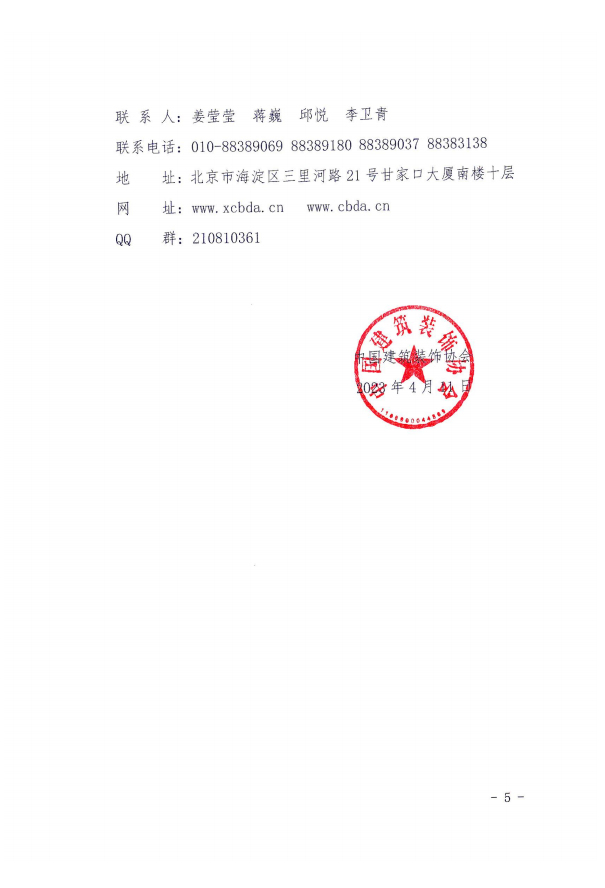 联 系 人：姜莹莹 蒋巍 邱悦 李卫青
联系电话：010-88389069 88389180 88389037 88383138
地 址：北京市海淀区三里河路 21 号甘家口大厦南楼十层
网 址：www.xcbda.cn www.cbda.cn
QQ 群：210810361
中国建筑装饰协会
中国建筑装饰协会
2023 年 4 月 日
- 5 -